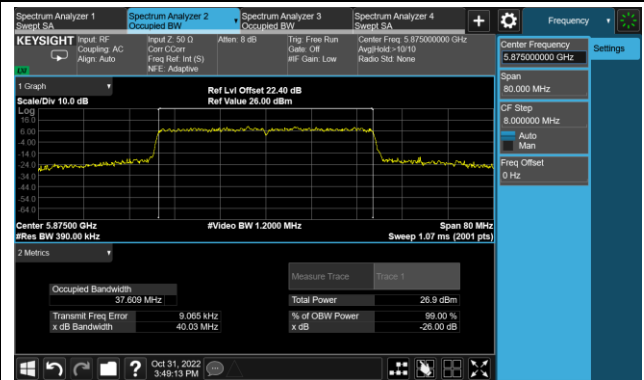 Spectrum Analyzer 1
Swept SA
Spectrum Analyzer 2
Occupied BW
Spectrum Analyzer 3
Occupied BW
Spectrum Analyzer 4
Swept SA
Frequency
KEYSIGHT
Input: RF
Coupling: AC
Align: Auto
Input Z: 50 Ω
Corr CCorr
Freq Ref: Int (S)
NFE: Adaptive
Atten: 8 dB
Trig: Free Run
Gate: Off
#IF Gain: Low
Center Freq: 5.875000000 GHz
Avg|Hold:>10/10
Radio Std: None
1 Graph
Scale/Div 10.0 dB
Ref Lvl Offset 22.40 dB
Ref Value 26.00 dBm
Log
16.0
6.00
-4.00
-14.0
-24.0
-34.0
-44.0
-54.0
-64.0
Center 5.87500 GHz
#Res BW 390.00 kHz
#Video BW 1.2000 MHz
Span 80 MHz
Sweep 1.07 ms (2001 pts)
2 Metrics
Measure Trace
Trace 1
Occupied Bandwidth
37.609 MHz
Total Power
26.9 dBm
Transmit Freq Error
9.065 kHz
% of OBW Power
99.00 %
x dB Bandwidth
40.03 MHz
x dB
-26.00 dB
Center Frequency
5.875000000 GHz
Settings
Span
80.000 MHz
CF Step
8.000000 MHz
Auto
Man
Freq Offset
0 Hz
Oct 31, 2022
3:49:13 PM